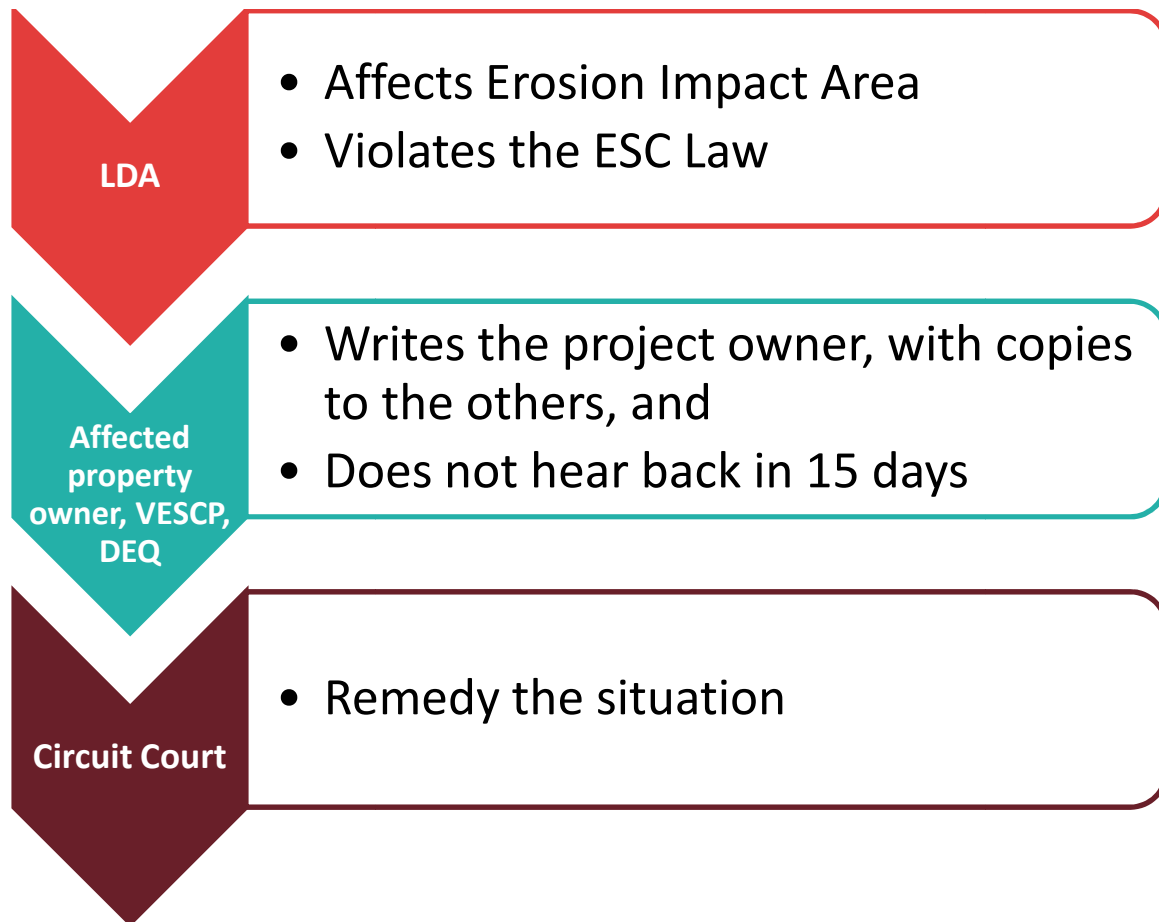 LDA
• Affects Erosion Impact Area
• Violates the ESC Law
Affected
property
owner, VESCP,
DEQ
• Writes the project owner, with copies
to the others, and
• Does not hear back in 15 days
Circuit Court
• Remedy the situation